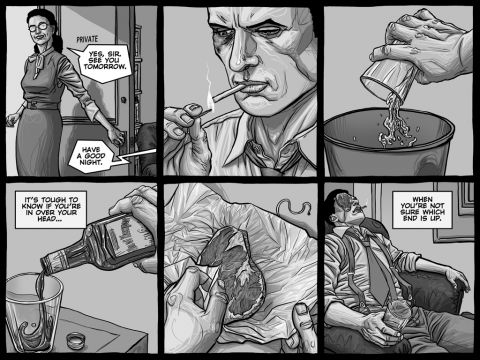 PRIVATE
YES, SIR.
SEE YOU
TOMORROW.
HAVE
A GOOD
NIGHT.
IT'S TOUGH TO
KNOW IF YOU'RE
IN OVER YOUR
HEAD...
WHEN
YOU'RE NOT
SURE WHICH
END IS UP.